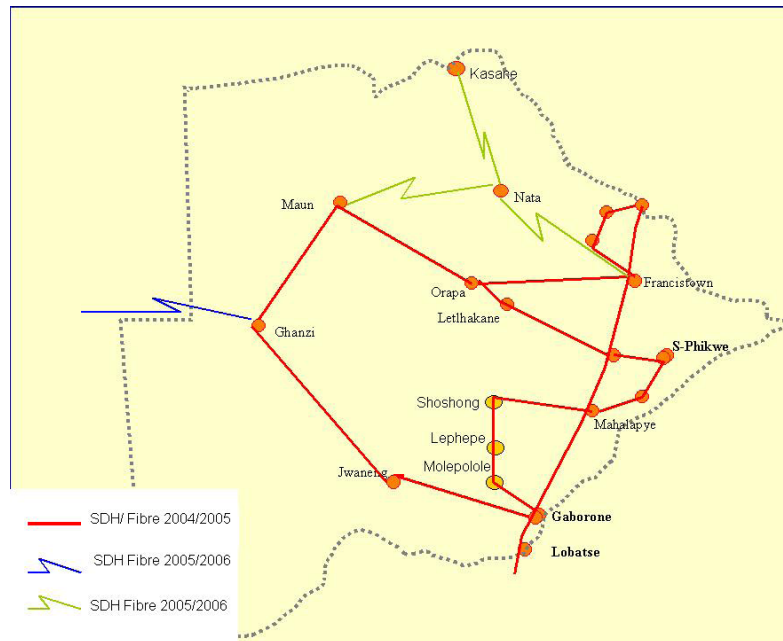 Kasane
Nata
Maun
Orapa
Francistown
Letlhakane
Ghanzi
S-Phikwe
Shoshong
Mahalapye
Lephepe
Molepolole
Jwaneng
Gaborone
Lobatse
SDH/ Fibre 2004/2005
SDH Fibre 2005/2006
SDH Fibre 2005/2006